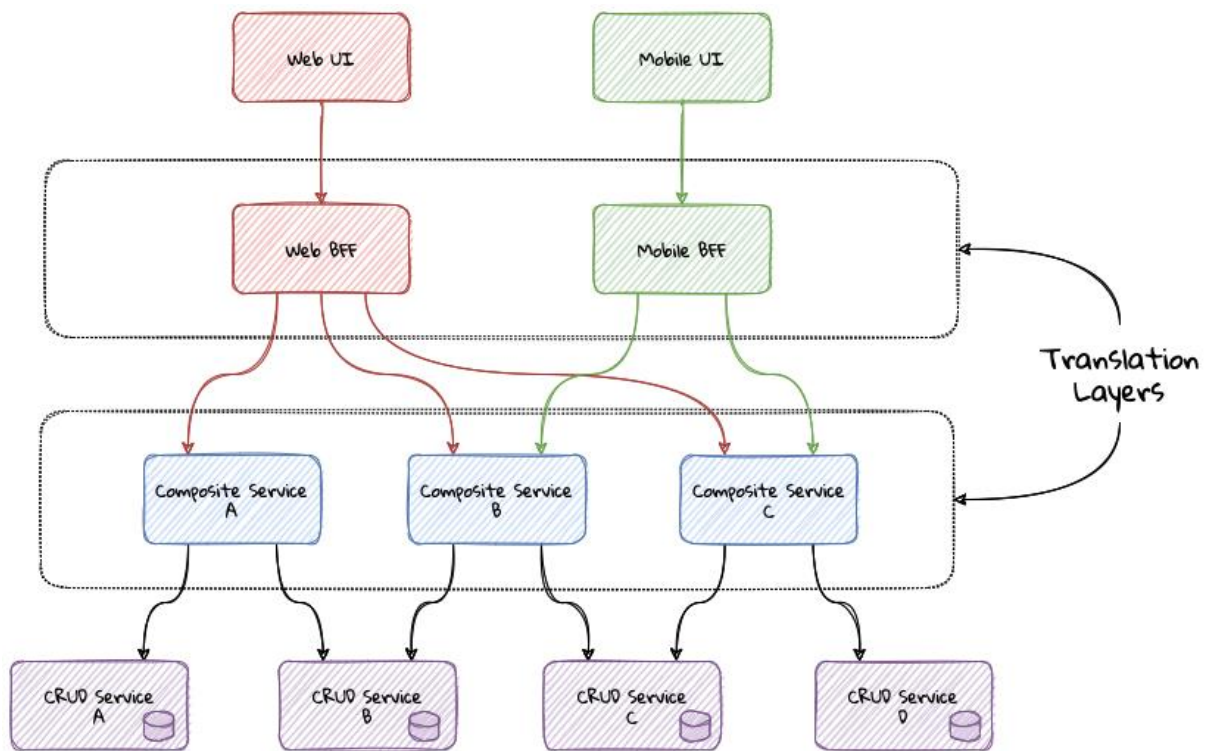 Web UI
Mobile UI
Web BFF
Mobile BFF
Translation
Layers
Composite Service
A
Composite Service
B
Composite Service
C
CRUD Service
A
CRUD Service
B
CRUD Service
C
CRUD Service
D